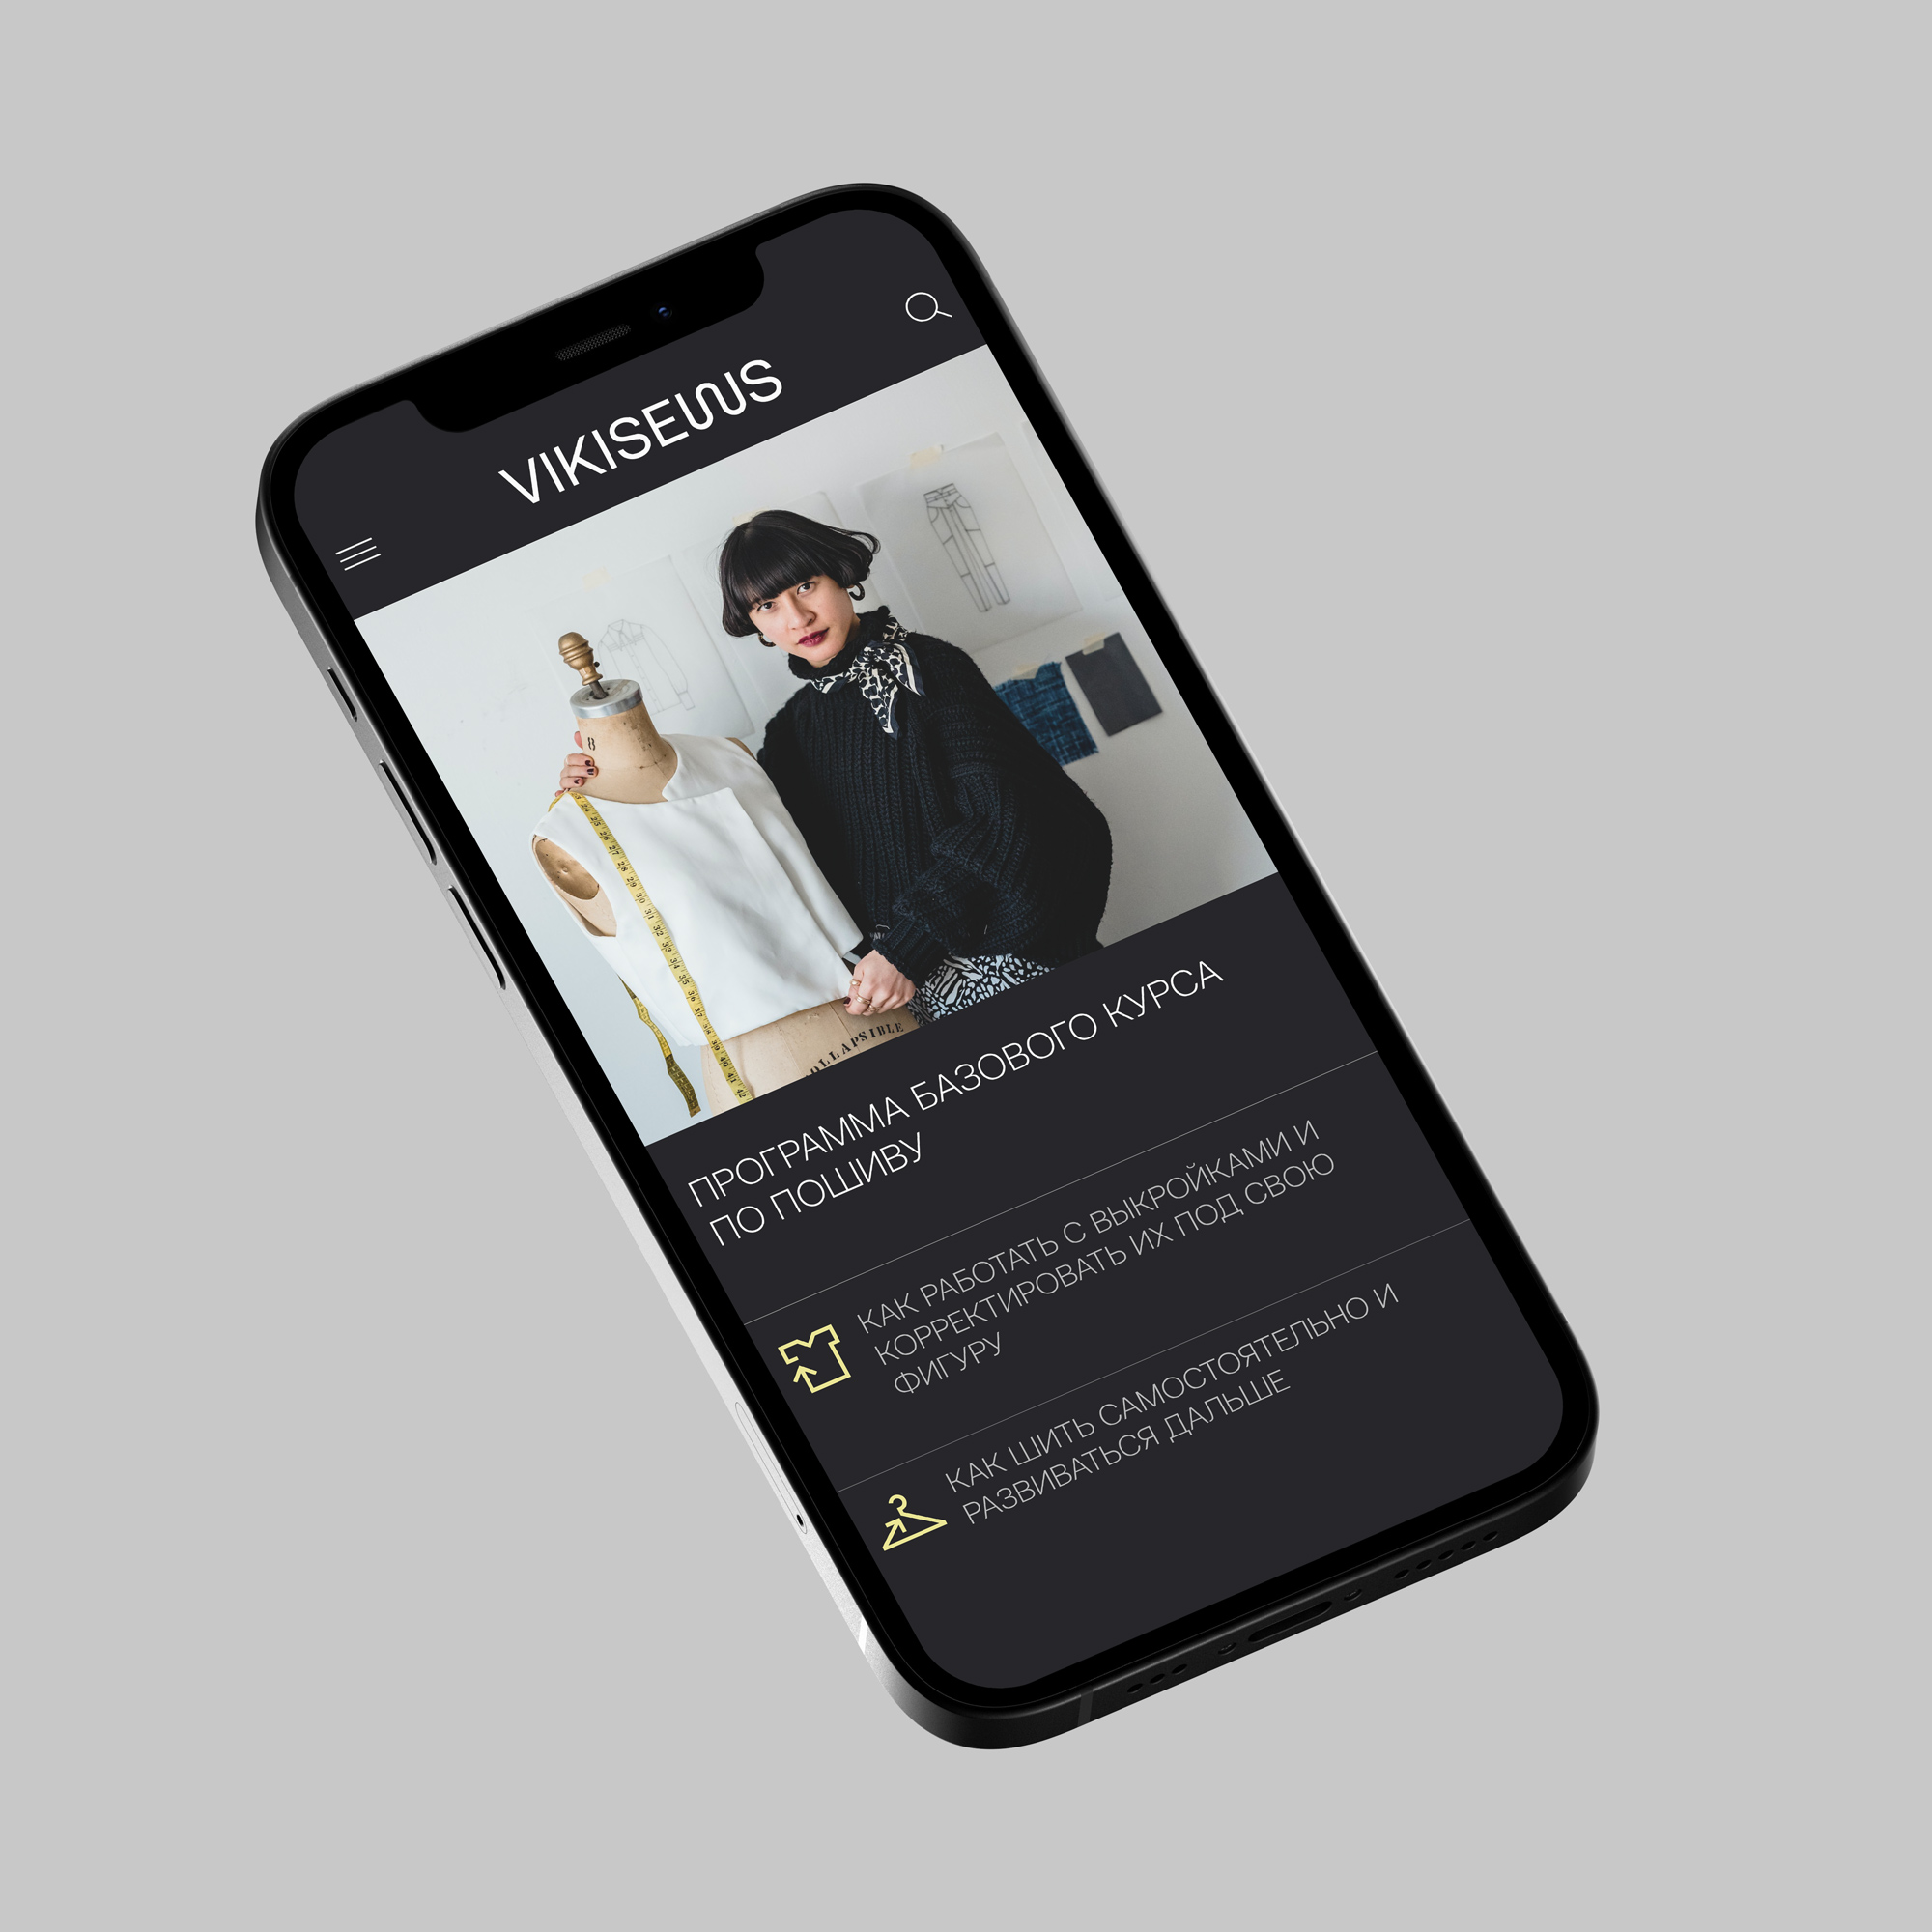 VIKISEWS
B
COLLAPSIBLE
ПРОГРАММА БАЗОВОГО КУРСА
ПО ПОШИВУ
КАК РАБОТАТЬ С ВЫКРОЙКАМИ И
КОРРЕКТИРОВАТЬ ИХ ПОД СВОЮ
ФИГУРУ
КАК ШИТЬ САМОСТОЯТЕЛЬНО И
РАЗВИВАТЬСЯ ДАЛЬШЕ